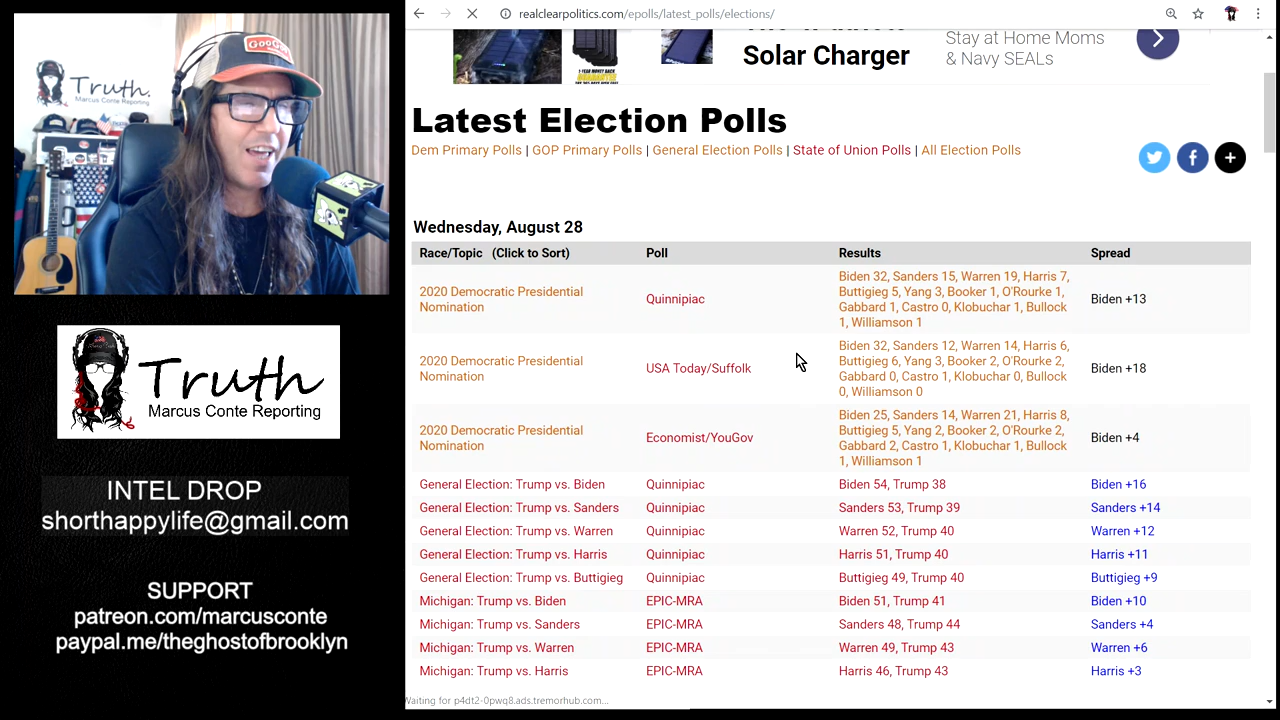 realclearpolitics.com/epolls/latest_polls/elections/
Solar Charger
Stay at Home Moms
& Navy SEALs
Truth.
Marcus Conte Reporting
Latest Election Polls
Dem Primary Polls | GOP Primary Polls | General Election Polls | State of Union Polls | All Election Polls
Wednesday, August 28
Race/Topic (Click to Sort) Poll Results Spread
2020 Democratic Presidential Nomination Quinnipiac Biden 32, Sanders 15, Warren 19, Harris 7, Biden +13
Buttigieg 5, Yang 3, Booker 1, O'Rourke 1,
Gabbard 1, Castro 0, Klobuchar 1, Bullock
1, Williamson 1
2020 Democratic Presidential Nomination USA Today/Suffolk Biden 32, Sanders 12, Warren 14, Harris 6, Biden +18
Buttigieg 6, Yang 3, Booker 2, O'Rourke 2,
Gabbard 0, Castro 1, Klobuchar 0, Bullock
0, Williamson 0
2020 Democratic Presidential Nomination Economist/YouGov Biden 25, Sanders 14, Warren 21, Harris 8, Biden +4
Buttigieg 5, Yang 2, Booker 2, O'Rourke 2,
Gabbard 2, Castro 1, Klobuchar 1, Bullock
1, Williamson 1
General Election: Trump vs. Biden Quinnipiac Biden 54, Trump 38 Biden +16
General Election: Trump vs. Sanders Quinnipiac Sanders 53, Trump 39 Sanders +14
General Election: Trump vs. Warren Quinnipiac Warren 52, Trump 40 Warren +12
General Election: Trump vs. Harris Quinnipiac Harris 51, Trump 40 Harris +11
General Election: Trump vs. Buttigieg Quinnipiac Buttigieg 49, Trump 40 Buttigieg +9
Michigan: Trump vs. Biden EPIC-MRA Biden 51, Trump 41 Biden +10
Michigan: Trump vs. Sanders EPIC-MRA Sanders 48, Trump 44 Sanders +4
Michigan: Trump vs. Warren EPIC-MRA Warren 49, Trump 43 Warren +6
Michigan: Trump vs. Harris EPIC-MRA Harris 46, Trump 43 Harris +3
Waiting for p4dt2-0pwq8.ads.tremorhub.com...
Truth
Marcus Conte Reporting
INTEL DROP
shorthappylife@gmail.com
SUPPORT
patreon.com/marcusconte
paypal.me/theghostofbrooklyn